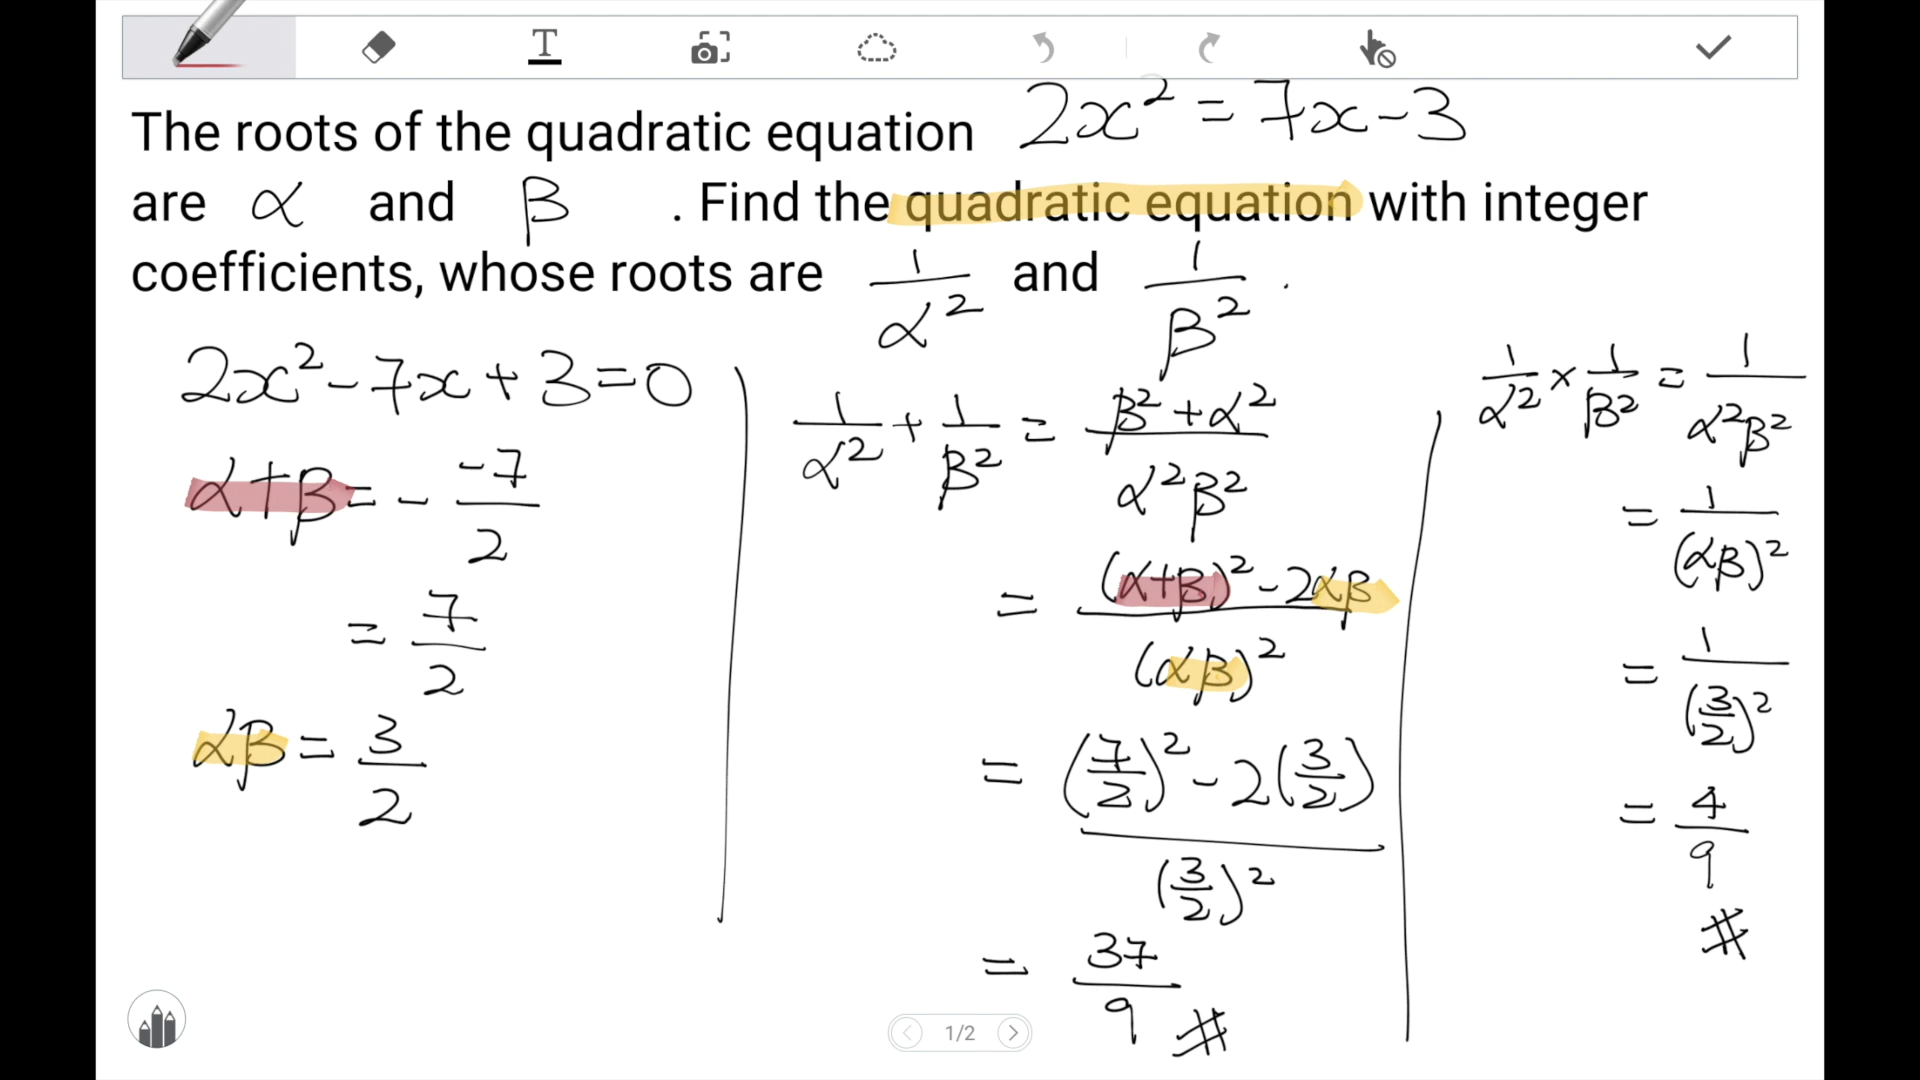 T
The roots of the quadratic equation 2x² = 7x - 3
are α and β . Find the quadratic equation with integer
coefficients, whose roots are 1/α² and 1/β² .
2x² - 7x + 3 = 0
α + β = - -7/2
= 7/2
αβ = 3/2
1/α² + 1/β² = (β² + α²)/(α²β²)
= ((α+β)² - 2αβ)/(αβ)²
= ((7/2)² - 2(3/2))/(3/2)²
= 37/9 #
1/α² × 1/β² = 1/(α²β²)
= 1/(αβ)²
= 1/(3/2)²
= 4/9
#
1/2